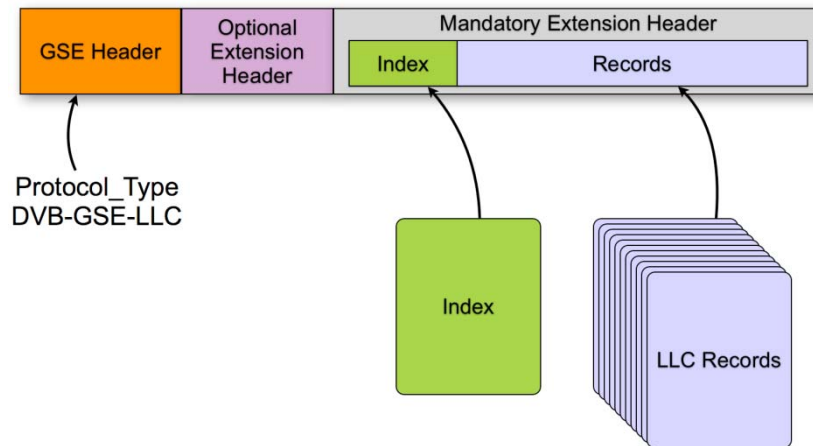 GSE Header
Optional
Extension
Header
Mandatory Extension Header
Index
Records
Protocol_Type
DVB-GSE-LLC
Index
LLC Records